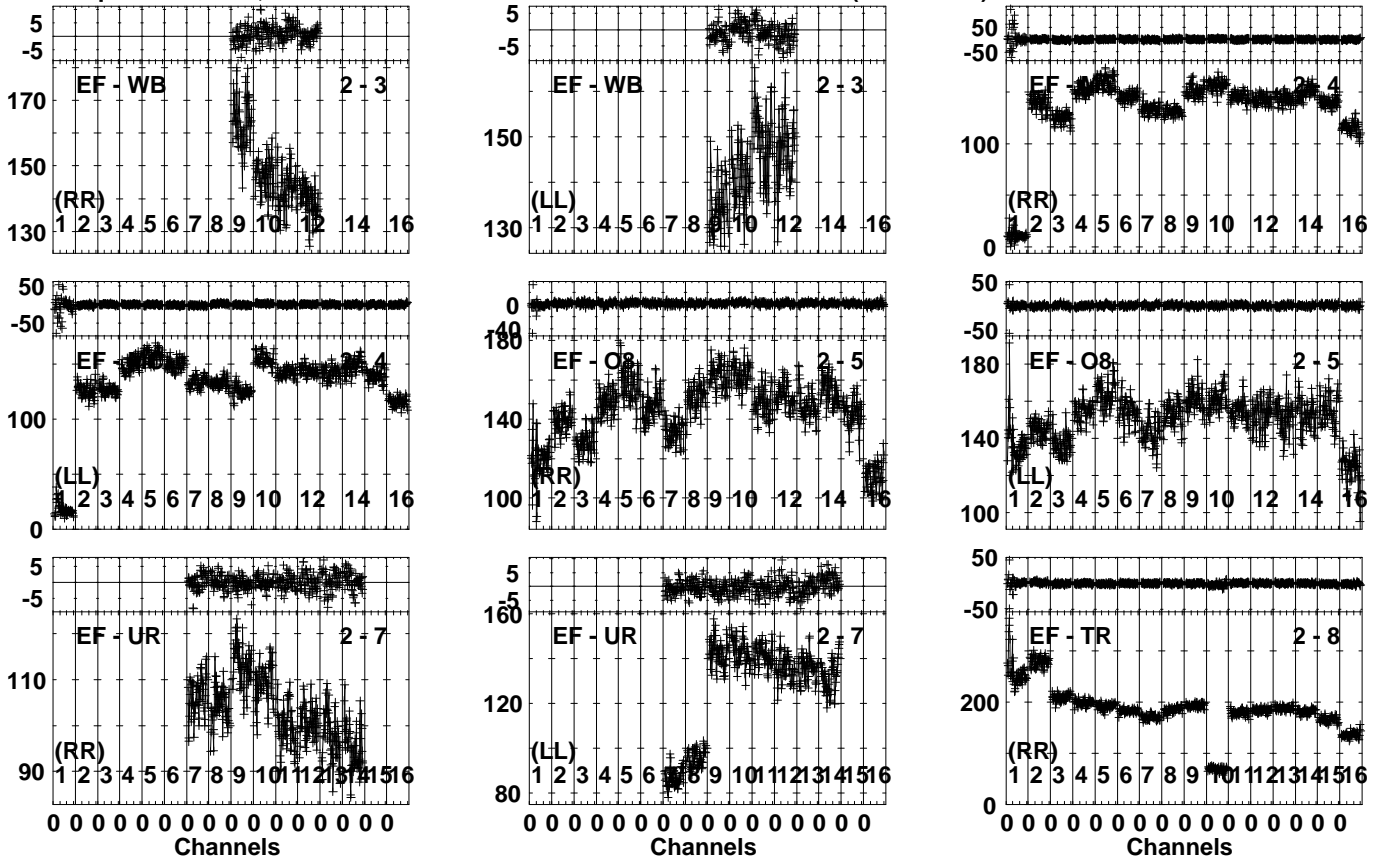 5
-5
EF - WB
2 - 3
170
150
130
(RR)
1 2 3 4 5 6 7 8 9 10 12 14 16
5
-5
EF - WB
2 - 3
150
130
(LL)
1 2 3 4 5 6 7 8 9 10 12 14 16
50
-50
EF -
2 - 4
100
0
(RR)
1 2 3 4 5 6 7 8 9 10 12 14 16
50
-50
EF -
2 - 4
100
0
(LL)
1 2 3 4 5 6 7 8 9 10 12 14 16
0
-40
180
EF - O8
2 - 5
140
100
(RR)
1 2 3 4 5 6 7 8 9 10 12 14 16
50
-50
EF - O8
2 - 5
180
140
100
(LL)
1 2 3 4 5 6 7 8 9 10 12 14 16
5
-5
EF - UR
2 - 7
110
90
(RR)
1 2 3 4 5 6 7 8 9 10 11 12 13 14 15 16
0 0 0 0 0 0 0 0 0 0 0 0 0 0 0 0
Channels
5
-5
160
EF - UR
2 - 7
120
80
(LL)
1 2 3 4 5 6 7 8 9 10 11 12 13 14 15 16
0 0 0 0 0 0 0 0 0 0 0 0 0 0 0 0
Channels
50
-50
EF - TR
2 - 8
200
0
(RR)
1 2 3 4 5 6 7 8 9 10 11 12 13 14 15 16
0 0 0 0 0 0 0 0 0 0 0 0 0 0 0 0
Channels